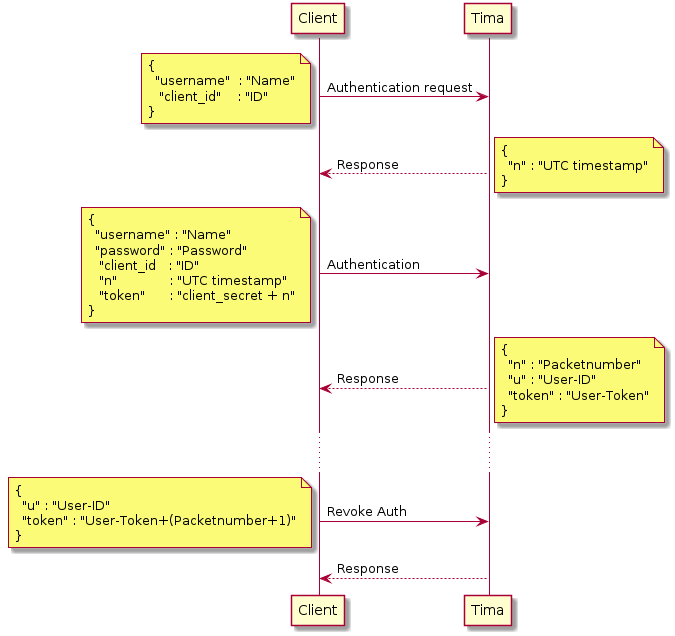 Client Tima
{
"username" : "Name"
"client_id" : "ID"
}
Authentication request
{
"n" : "UTC timestamp"
}
Response
{
"username" : "Name"
"password" : "Password"
"client_id : "ID"
"n" : "UTC timestamp"
"token" : "client_secret + n"
}
Authentication
{
"n" : "Packetnumber"
"u" : "User-ID"
"token" : "User-Token"
}
Response
{
"u" : "User-ID"
"token" : "User-Token+(Packetnumber+1)"
}
Revoke Auth
Response
Client Tima